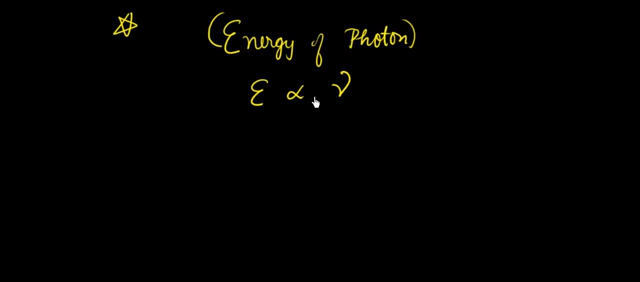 (Energy of Photon)
E ∝ ν